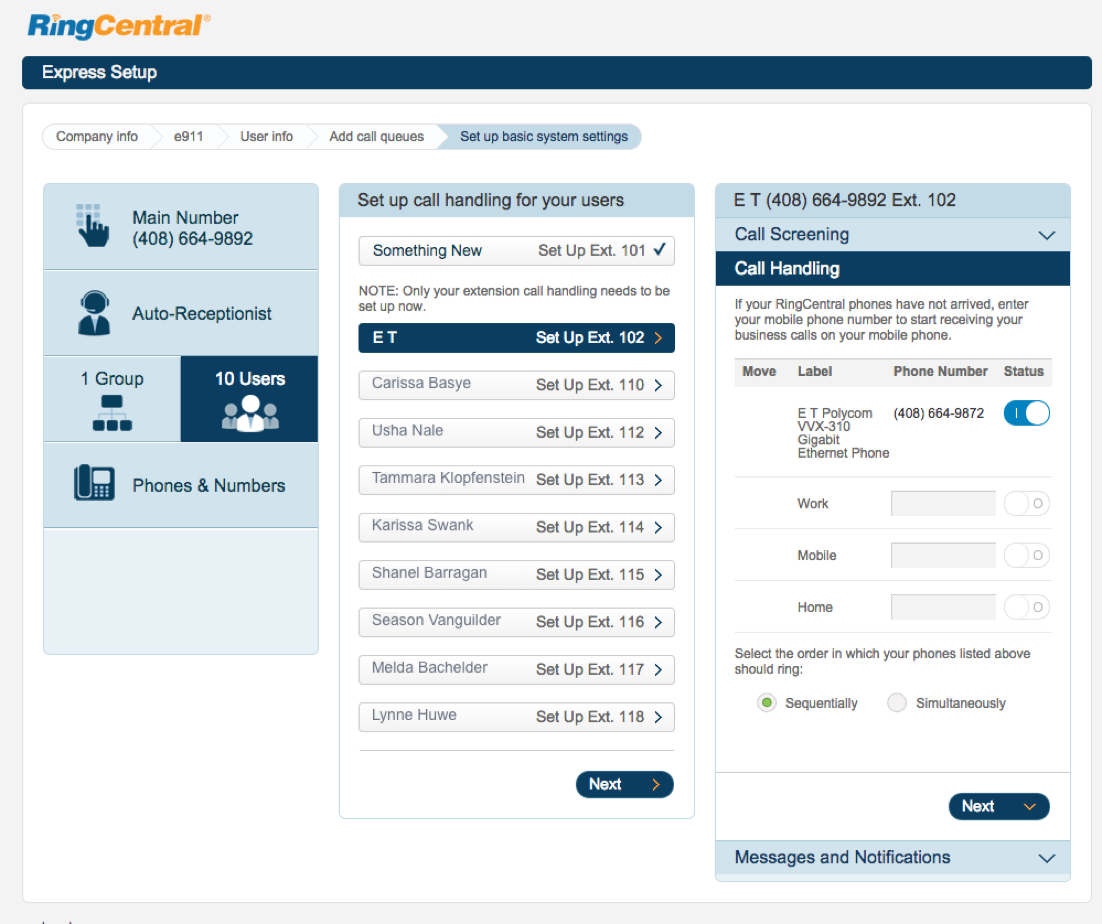 RingCentral®
Express Setup
Company info
e911
User info
Add call queues
Set up basic system settings
Main Number
(408) 664-9892
Auto-Receptionist
1 Group
10 Users
Phones & Numbers
Set up call handling for your users
Something New Set Up Ext. 101
NOTE: Only your extension call handling needs to be
set up now.
E T Set Up Ext. 102
Carissa Basye Set Up Ext. 110
Usha Nale Set Up Ext. 112
Tammara Klopfenstein Set Up Ext. 113
Karissa Swank Set Up Ext. 114
Shanel Barragan Set Up Ext. 115
Season Vanguilder Set Up Ext. 116
Melda Bachelder Set Up Ext. 117
Lynne Huwe Set Up Ext. 118
Next
E T (408) 664-9892 Ext. 102
Call Screening
Call Handling
If your RingCentral phones have not arrived, enter
your mobile phone number to start receiving your
business calls on your mobile phone.
Move Label Phone Number Status
E T Polycom (408) 664-9872
VVX-310
Gigabit
Ethernet Phone
Work
Mobile
Home
Select the order in which your phones listed above
should ring:
Sequentially Simultaneously
Next
Messages and Notifications